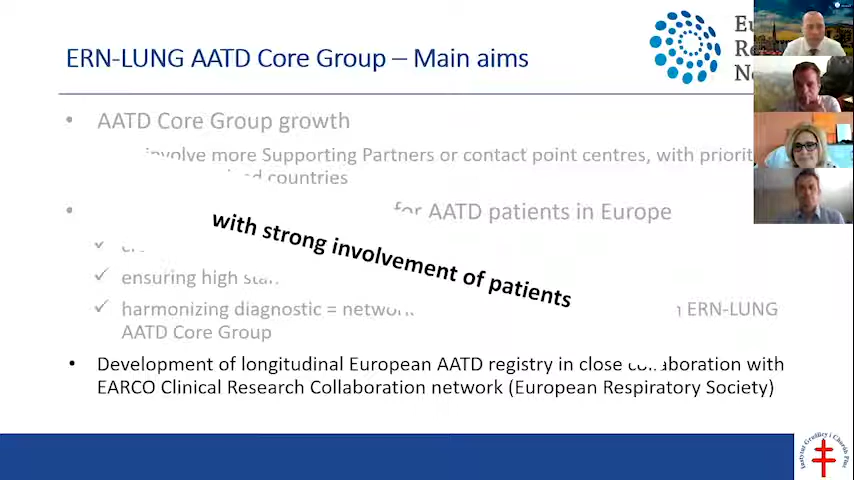 ERN-LUNG AATD Core Group – Main aims
• AATD Core Group growth
involve more Supporting Partners or contact point centres, with
countries
• for AATD patients in Europe
with strong involvement of patients
✓
✓ ensuring high
✓ harmonizing diagnostic = ERN-LUNG
AATD Core Group
• Development of longitudinal European AATD registry in close collaboration with
EARCO Clinical Research Collaboration network (European Respiratory Society)